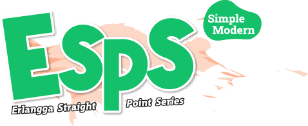 Simple
Modern
ESPS
Erlangga Straight Point Series